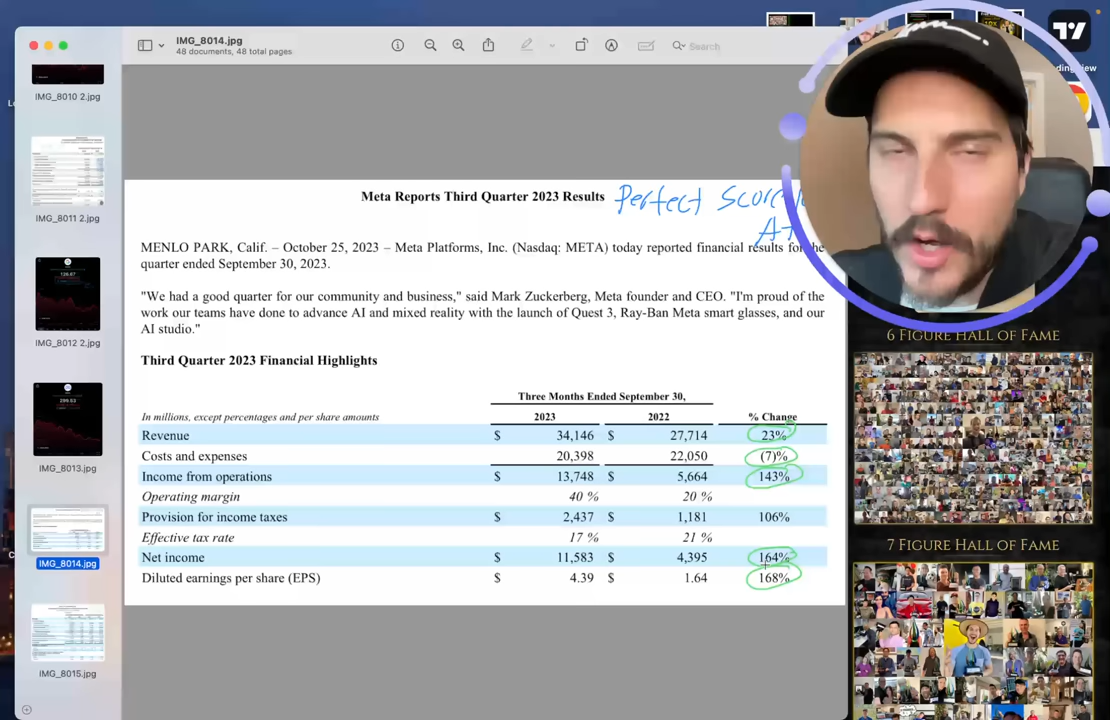 IMG_8014.jpg
48 documents, 48 total pages
Search
IMG_8010 2.jpg
IMG_8011 2.jpg
IMG_8012 2.jpg
IMG_8013.jpg
IMG_8014.jpg
IMG_8015.jpg
Meta Reports Third Quarter 2023 Results
Perfect
A+
MENLO PARK, Calif. – October 25, 2023 – Meta Platforms, Inc. (Nasdaq: META) today reported financial results for the
quarter ended September 30, 2023.
"We had a good quarter for our community and business," said Mark Zuckerberg, Meta founder and CEO. "I'm proud of the
work our teams have done to advance AI and mixed reality with the launch of Quest 3, Ray-Ban Meta smart glasses, and our
AI studio."
Third Quarter 2023 Financial Highlights
Three Months Ended September 30,
In millions, except percentages and per share amounts 2023 2022 % Change
Revenue $ 34,146 $ 27,714 23%
Costs and expenses 20,398 22,050 (7)%
Income from operations $ 13,748 $ 5,664 143%
Operating margin 40 % 20 %
Provision for income taxes $ 2,437 $ 1,181 106%
Effective tax rate 17 % 21 %
Net income $ 11,583 $ 4,395 164%
Diluted earnings per share (EPS) $ 4.39 $ 1.64 168%
6 FIGURE HALL OF FAME
7 FIGURE HALL OF FAME